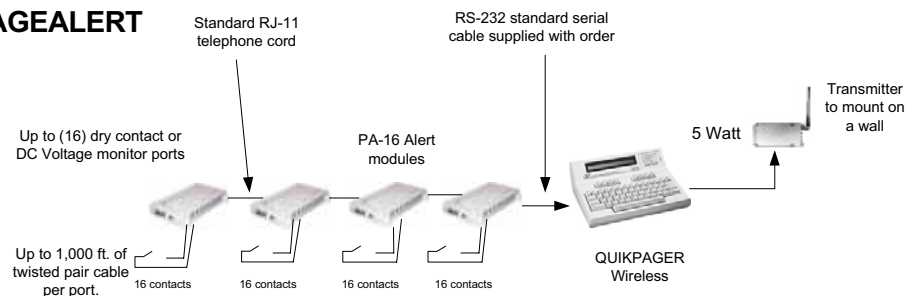 AGEALERT
Standard RJ-11
telephone cord
RS-232 standard serial
cable supplied with order
Transmitter
to mount on
a wall
5 Watt
Up to (16) dry contact or
DC Voltage monitor ports
PA-16 Alert
modules
Up to 1,000 ft. of
twisted pair cable
per port.
16 contacts
16 contacts
16 contacts
16 contacts
QUIKPAGER
Wireless